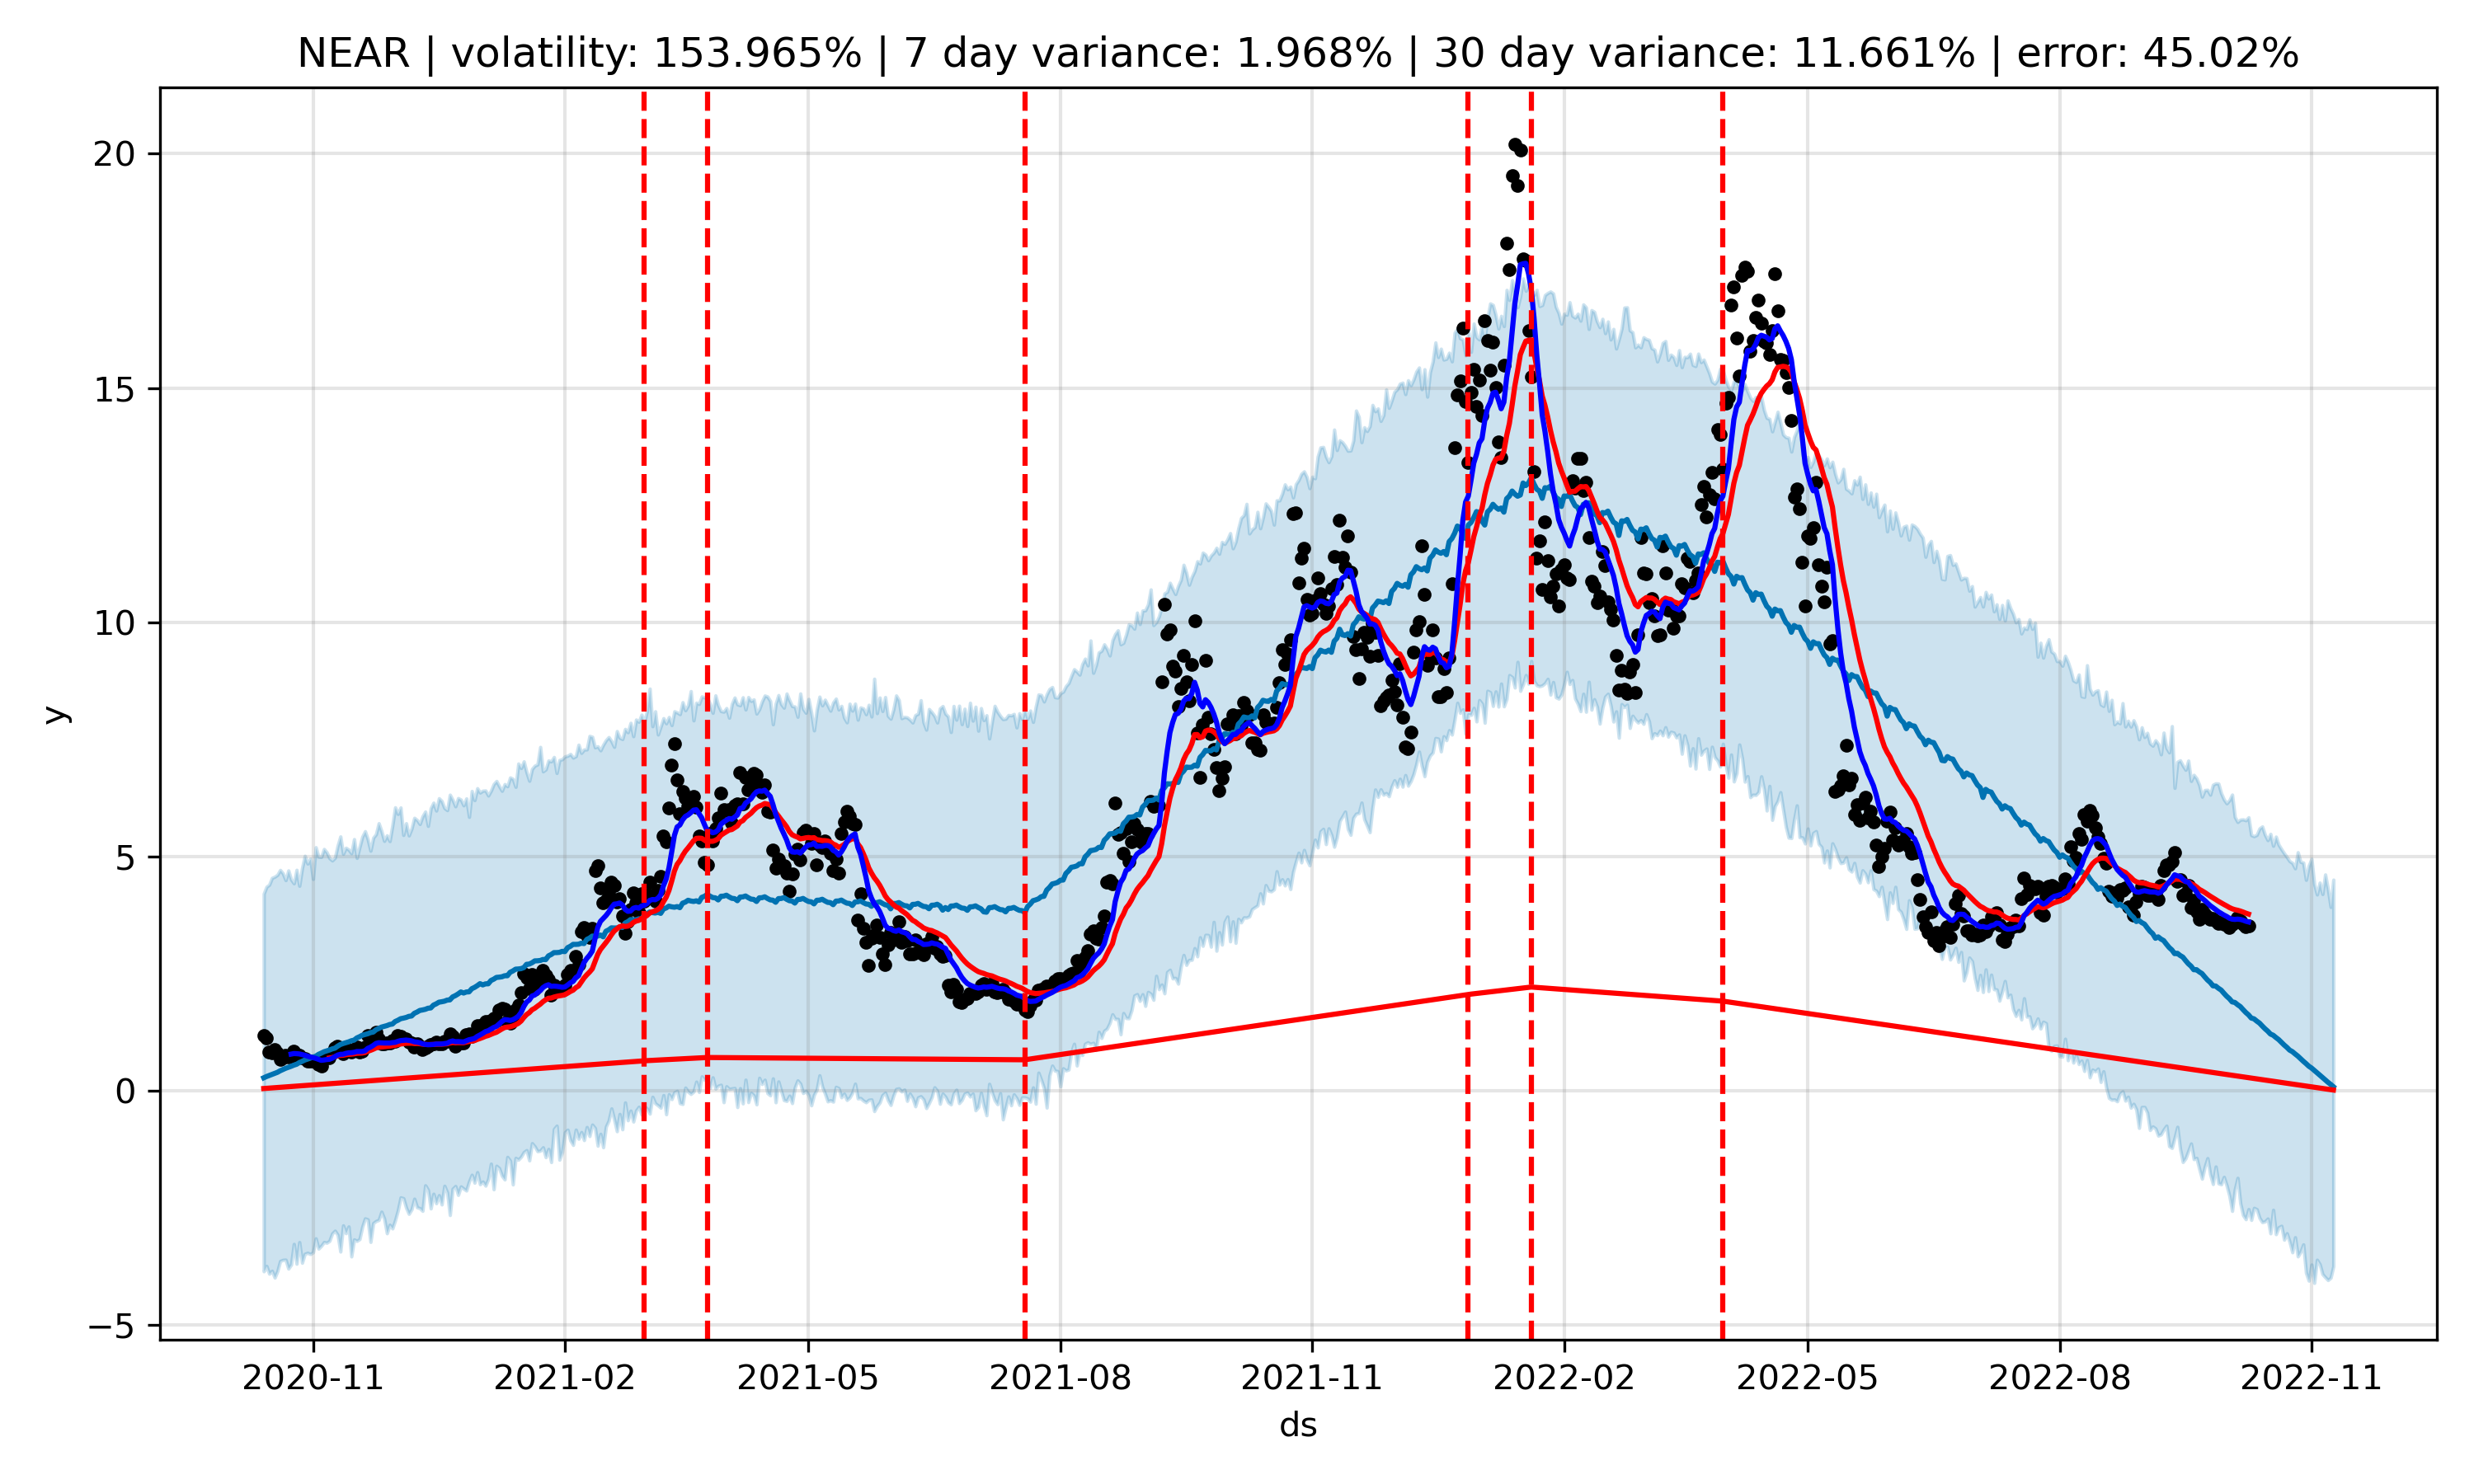 NEAR | volatility: 153.965% | 7 day variance: 1.968% | 30 day variance: 11.661% | error: 45.02%
20
15
10
5
0
−5
y
2020-11 2021-02 2021-05 2021-08 2021-11 2022-02 2022-05 2022-08 2022-11
ds